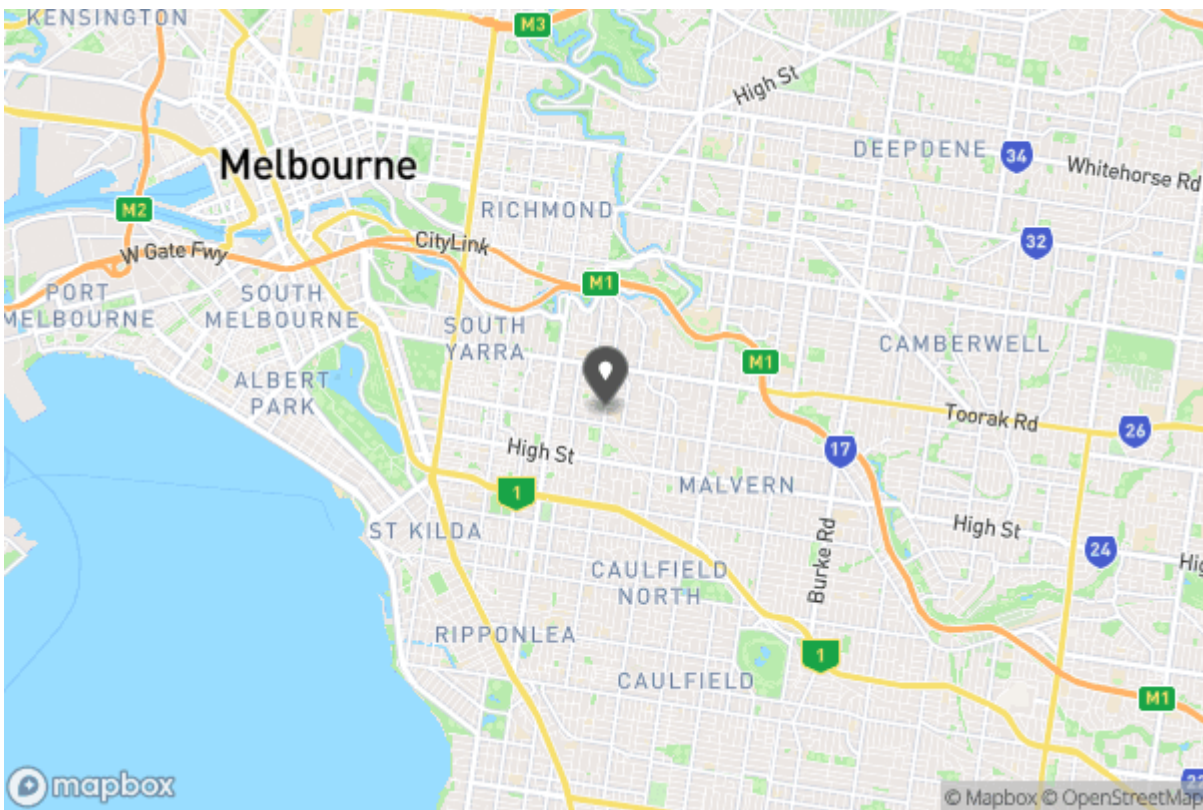 KENSINGTON
M3
High St
DEEPDENE
34
Whitehorse Rd
Melbourne
M2
RICHMOND
32
CityLink
W Gate Fwy
M1
PORT
MELBOURNE
SOUTH
MELBOURNE
SOUTH
YARRA
M1
CAMBERWELL
ALBERT
PARK
Toorak Rd
26
High St
17
MALVERN
1
ST KILDA
High St
24
Burke Rd
CAULFIELD
NORTH
RIPPONLEA
1
CAULFIELD
M1
mapbox
© Mapbox © OpenStreetMap